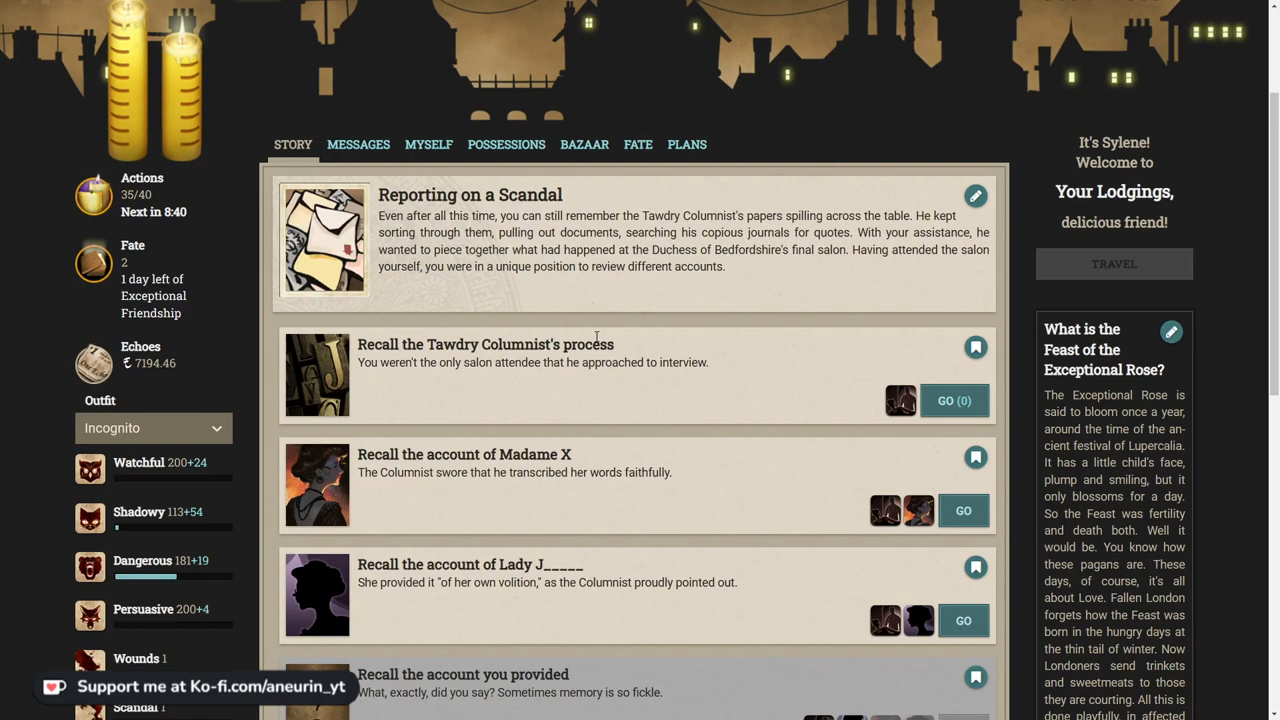 STORY MESSAGES MYSELF POSSESSIONS BAZAAR FATE PLANS
Actions
35/40
Next in 8:40
Fate
2
1 day left of
Exceptional
Friendship
Echoes
7194.46
Outfit
Incognito
Watchful 200+24
Shadowy 113+54
Dangerous 181+19
Persuasive 200+4
Wounds 1
Scandal 1
Support me at Ko-fi.com/aneurin_yt
Reporting on a Scandal
Even after all this time, you can still remember the Tawdry Columnist's papers spilling across the table. He kept
sorting through them, pulling out documents, searching his copious journals for quotes. With your assistance, he
wanted to piece together what had happened at the Duchess of Bedfordshire's final salon. Having attended the salon
yourself, you were in a unique position to review different accounts.
Recall the Tawdry Columnist's process
You weren't the only salon attendee that he approached to interview.
GO (0)
Recall the account of Madame X
The Columnist swore that he transcribed her words faithfully.
GO
Recall the account of Lady J_____
She provided it "of her own volition," as the Columnist proudly pointed out.
GO
Recall the account you provided
What, exactly, did you say? Sometimes memory is so fickle.
It's Sylene!
Welcome to
Your Lodgings,
delicious friend!
TRAVEL
What is the
Feast of the
Exceptional Rose?
The Exceptional Rose is
said to bloom once a year,
around the time of the an-
cient festival of Lupercalia.
It has a little child's face,
plump and smiling, but it
only blossoms for a day.
So the Feast was fertility
and death both. Well it
would be. You know how
these pagans are. These
days, of course, it's all
about Love. Fallen London
forgets how the Feast was
born in the hungry days at
the thin tail of winter. Now
Londoners send trinkets
and sweetmeats to those
they are courting. All this is
done playfully, in affected